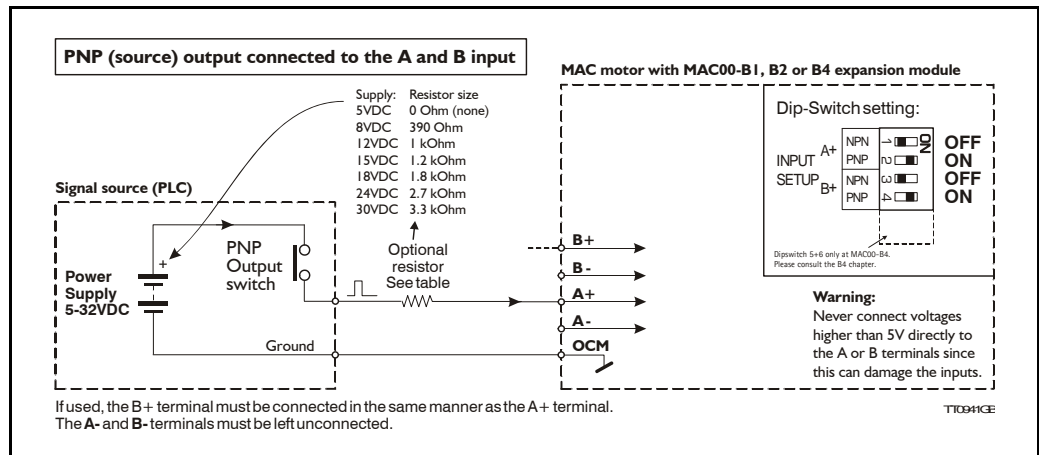 PNP (source) output connected to the A and B input
Supply: Resistor size
5VDC 0 Ohm (none)
8VDC 390 Ohm
12VDC 1 kOhm
15VDC 1.2 kOhm
18VDC 1.8 kOhm
24VDC 2.7 kOhm
30VDC 3.3 kOhm
MAC motor with MAC00-B1, B2 or B4 expansion module
Dip-Switch setting:
INPUT
SETUP
A+
B+
NPN
PNP
NPN
PNP
1
2
3
4
ON
OFF
ON
OFF
ON
Dipswitch 5+6 only at MAC00-B4.
Please consult the B4 chapter.
Signal source (PLC)
+
PNP
Output
switch
Power
Supply
5-32VDC
Ground
Optional
resistor
See table
B+
B-
A+
A-
OCM
Warning:
Never connect voltages
higher than 5V directly to
the A or B terminals since
this can damage the inputs.
If used, the B+ terminal must be connected in the same manner as the A+ terminal.
The A- and B- terminals must be left unconnected.
TT0941GE